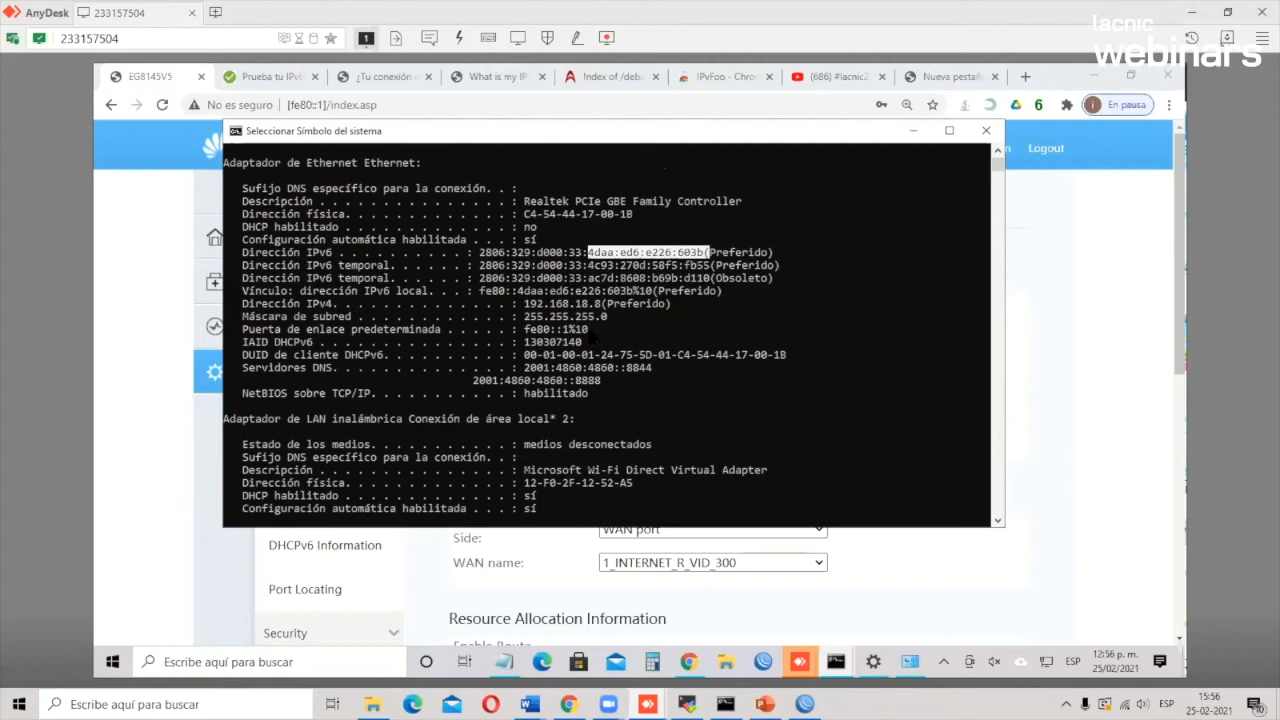 AnyDesk
233157504
lacnic
webinars
233157504
1
EG8145V5
Prueba tu IPv
¿Tu conexión
What is my IP
Index of /deb
IPvFoo - Chro
(686) #lacnic2
Nueva pestañ
No es seguro
[fe80::1]/index.asp
6
i
En pausa
Seleccionar Símbolo del sistema
Logout
Adaptador de Ethernet Ethernet:
Sufijo DNS específico para la conexión. . :
Descripción . . . . . . . . . . . . . . . : Realtek PCIe GBE Family Controller
Dirección física. . . . . . . . . . . . . : C4-54-44-17-00-1B
DHCP habilitado . . . . . . . . . . . . . : no
Configuración automática habilitada . . . : sí
Dirección IPv6 . . . . . . . . . . : 2806:329:d000:33:4daa:ed6:e226:603b(Preferido)
Dirección IPv6 temporal. . . . . . : 2806:329:d000:33:4c93:270d:58f5:fb55(Preferido)
Dirección IPv6 temporal. . . . . . : 2806:329:d000:33:ac7d:8608:b69b:d110(Obsoleto)
Vínculo: dirección IPv6 local. . . : fe80::4daa:ed6:e226:603b%10(Preferido)
Dirección IPv4. . . . . . . . . . . . . . : 192.168.18.8(Preferido)
Máscara de subred . . . . . . . . . . . . : 255.255.255.0
Puerta de enlace predeterminada . . . . . : fe80::1%10
IAID DHCPv6 . . . . . . . . . . . . . . . : 130307140
DUID de cliente DHCPv6. . . . . . . . . . : 00-01-00-01-24-75-5D-01-C4-54-44-17-00-1B
Servidores DNS. . . . . . . . . . . . . . : 2001:4860:4860::8844
2001:4860:4860::8888
NetBIOS sobre TCP/IP. . . . . . . . . . . : habilitado
Adaptador de LAN inalámbrica Conexión de área local* 2:
Estado de los medios. . . . . . . . . . . : medios desconectados
Sufijo DNS específico para la conexión. . :
Descripción . . . . . . . . . . . . . . . : Microsoft Wi-Fi Direct Virtual Adapter
Dirección física. . . . . . . . . . . . . : 12-F0-2F-12-52-A5
DHCP habilitado . . . . . . . . . . . . . : sí
Configuración automática habilitada . . . : sí
WAN port
Side:
DHCPv6 Information
WAN name:
1_INTERNET_R_VID_300
Port Locating
Resource Allocation Information
Security
Escribe aquí para buscar
ESP
12:56 p. m.
25/02/2021
Escribe aquí para buscar
ESP
15:56
25-02-2021
10